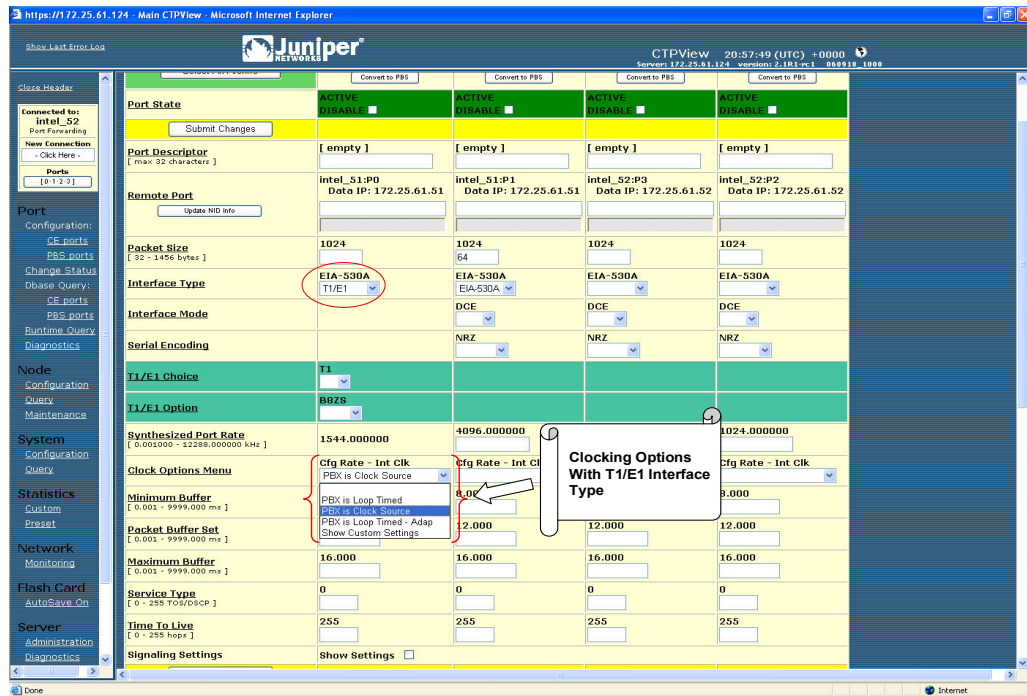 https://172.25.61.124 - Main CTPView - Microsoft Internet Explorer
Show Last Error Log
Juniper®
NETWORKS
CTPView 20:57:49 (UTC) +0000
Server: 172.25.61.124 version: 2.1R1-rc1 060918_1000
Close Header
Connected to:
intel_52
Port Forwarding
New Connection
- Click Here -
Ports
[0-1-2-3]
Port
Configuration:
CE ports
PBS ports
Change Status
Dbase Query:
CE ports
PBS ports
Runtime Query
Diagnostics
Node
Configuration
Query
Maintenance
System
Configuration
Query
Statistics
Custom
Preset
Network
Monitoring
Flash Card
AutoSave On
Server
Administration
Diagnostics
Convert to PBS Convert to PBS Convert to PBS Convert to PBS
Port State ACTIVE ACTIVE ACTIVE ACTIVE
DISABLE DISABLE DISABLE DISABLE
Submit Changes
Port Descriptor [ empty ] [ empty ] [ empty ] [ empty ]
[ max 32 characters ]
intel_51:P0 intel_51:P1 intel_52:P3 intel_52:P2
Data IP: 172.25.61.51 Data IP: 172.25.61.51 Data IP: 172.25.61.52 Data IP: 172.25.61.52
Remote Port
Update NID Info
Packet Size 1024 1024 1024 1024
[ 32 - 1456 bytes ] 64
Interface Type EIA-530A EIA-530A EIA-530A EIA-530A
T1/E1 EIA-530A
Interface Mode DCE DCE DCE
Serial Encoding NRZ NRZ NRZ
T1/E1 Choice T1
T1/E1 Option B8ZS
Synthesized Port Rate 1544.000000 4096.000000 1024.000000
[ 0.001000 - 12288.000000 kHz ]
Clock Options Menu Cfg Rate - Int Clk Cfg Rate - Int Cl Cfg Rate - Int Clk
PBX is Clock Source
PBX is Loop Timed
PBX is Clock Source
PBX is Loop Timed - Adap
Show Custom Settings
Clocking Options
With T1/E1 Interface
Type
Minimum Buffer 8.000
[ 0.001 - 9999.000 ms ]
Packet Buffer Set 12.000 12.000 12.000
[ 0.001 - 9999.000 ms ]
Maximum Buffer 16.000 16.000 16.000 16.000
[ 0.001 - 9999.000 ms ]
Service Type 0 0 0 0
[ 0 - 255 TOS/DSCP ]
Time To Live 255 255 255 255
[ 0 - 255 hops ]
Signaling Settings Show Settings
Done
Internet